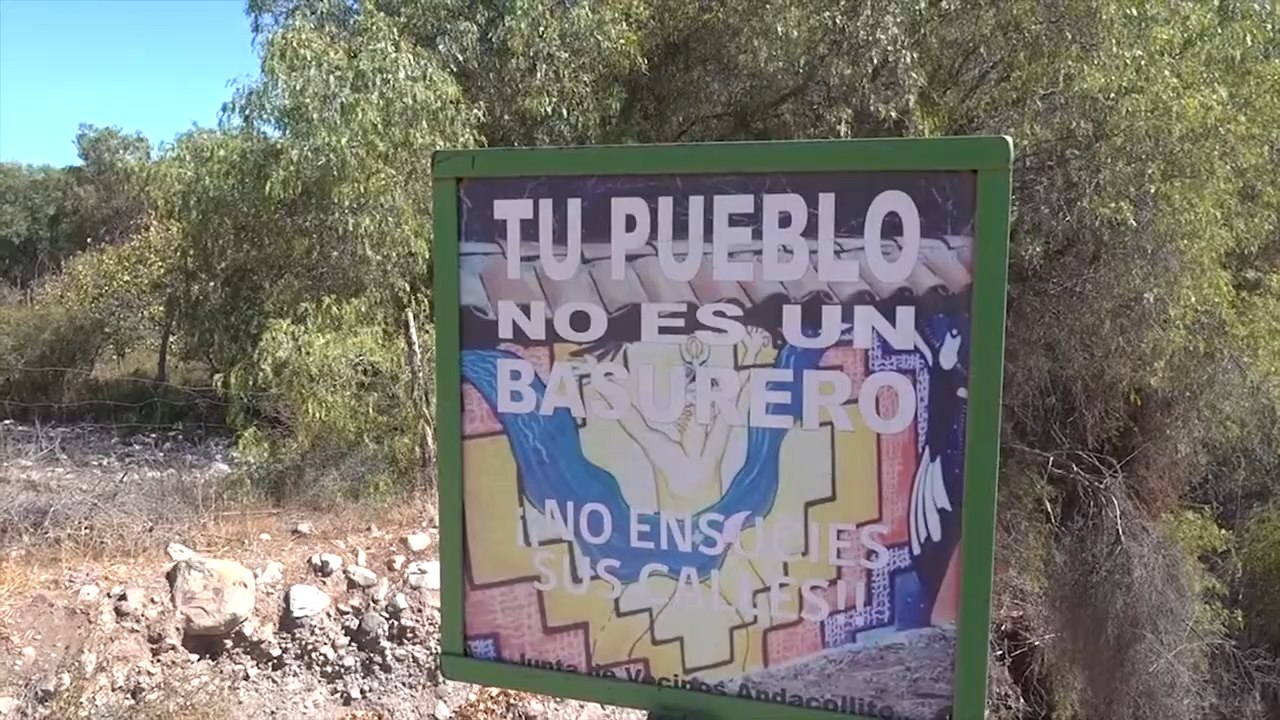 TU PUEBLO
NO ES UN
BASURERO
¡¡NO ENSUCIES
SUS CALLES!!
Junta de Vecinos Andacollito